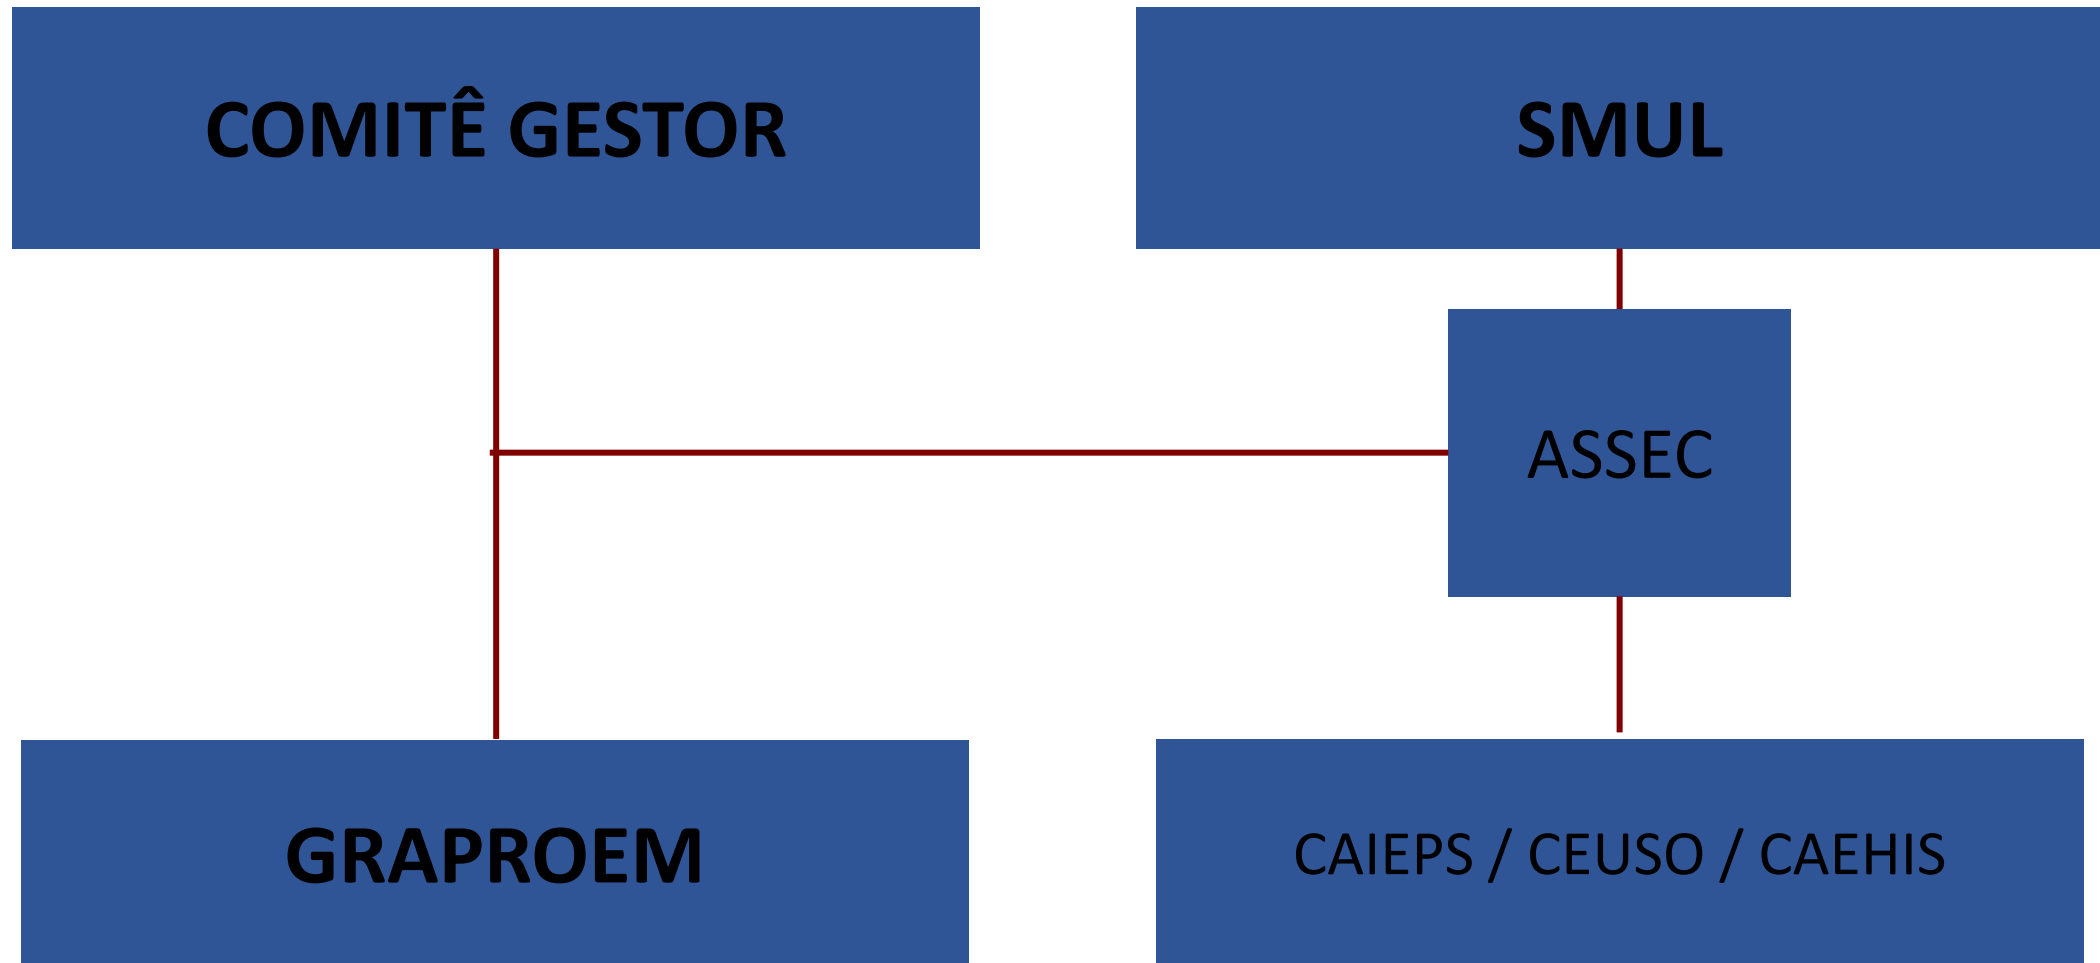 COMITÊ GESTOR
SMUL
ASSEC
GRAPROEM
CAIEPS / CEUSO / CAEHIS